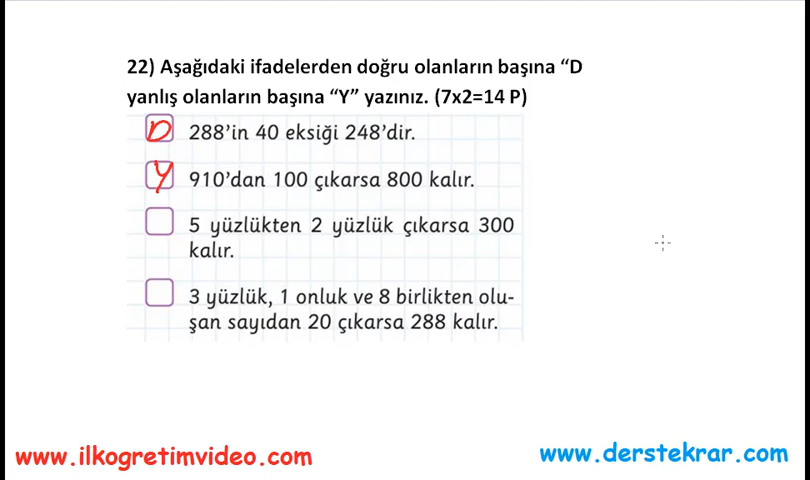 22) Aşağıdaki ifadelerden doğru olanların başına “D
yanlış olanların başına “Y” yazınız. (7x2=14 P)
D 288’in 40 eksiği 248’dir.
Y 910’dan 100 çıkarsa 800 kalır.
5 yüzlükten 2 yüzlük çıkarsa 300
kalır.
3 yüzlük, 1 onluk ve 8 birlikten olu-
şan sayıdan 20 çıkarsa 288 kalır.
www.ilkogretimvideo.com
www.derstekrar.com